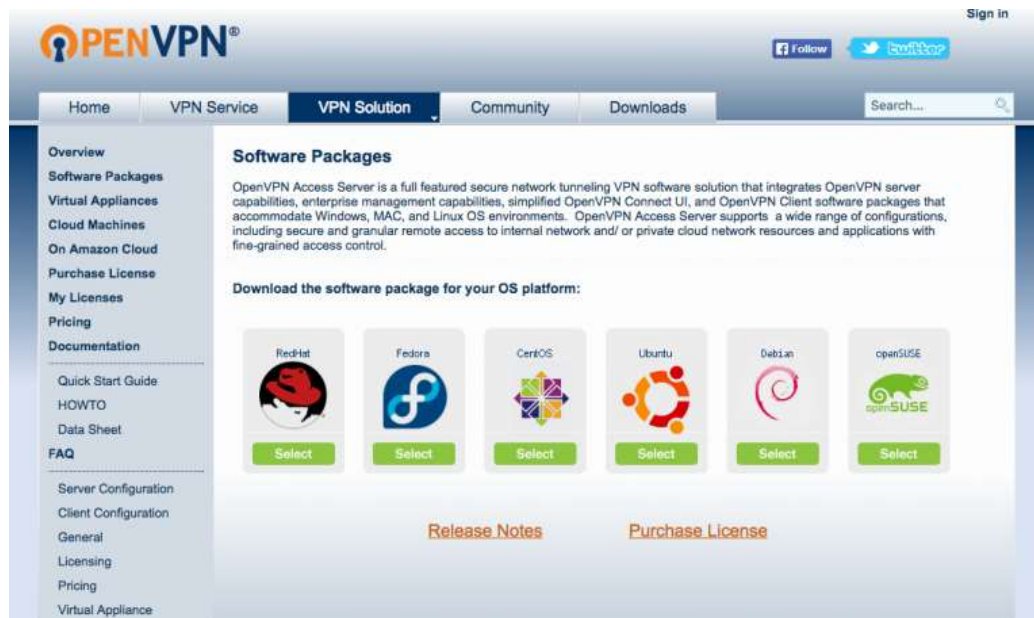 Sign in
OPENVPN®
Follow
twitter
Home
VPN Service
VPN Solution
Community
Downloads
Search...
Overview
Software Packages
Virtual Appliances
Cloud Machines
On Amazon Cloud
Purchase License
My Licenses
Pricing
Documentation
Quick Start Guide
HOWTO
Data Sheet
FAQ
Server Configuration
Client Configuration
General
Licensing
Pricing
Virtual Appliance
Software Packages
OpenVPN Access Server is a full featured secure network tunneling VPN software solution that integrates OpenVPN server
capabilities, enterprise management capabilities, simplified OpenVPN Connect UI, and OpenVPN Client software packages that
accommodate Windows, MAC, and Linux OS environments. OpenVPN Access Server supports a wide range of configurations,
including secure and granular remote access to internal network and/ or private cloud network resources and applications with
fine-grained access control.
Download the software package for your OS platform:
RedHat
Select
Fedora
Select
CentOS
Select
Ubuntu
Select
Debian
Select
openSUSE
openSUSE
Select
Release Notes
Purchase License